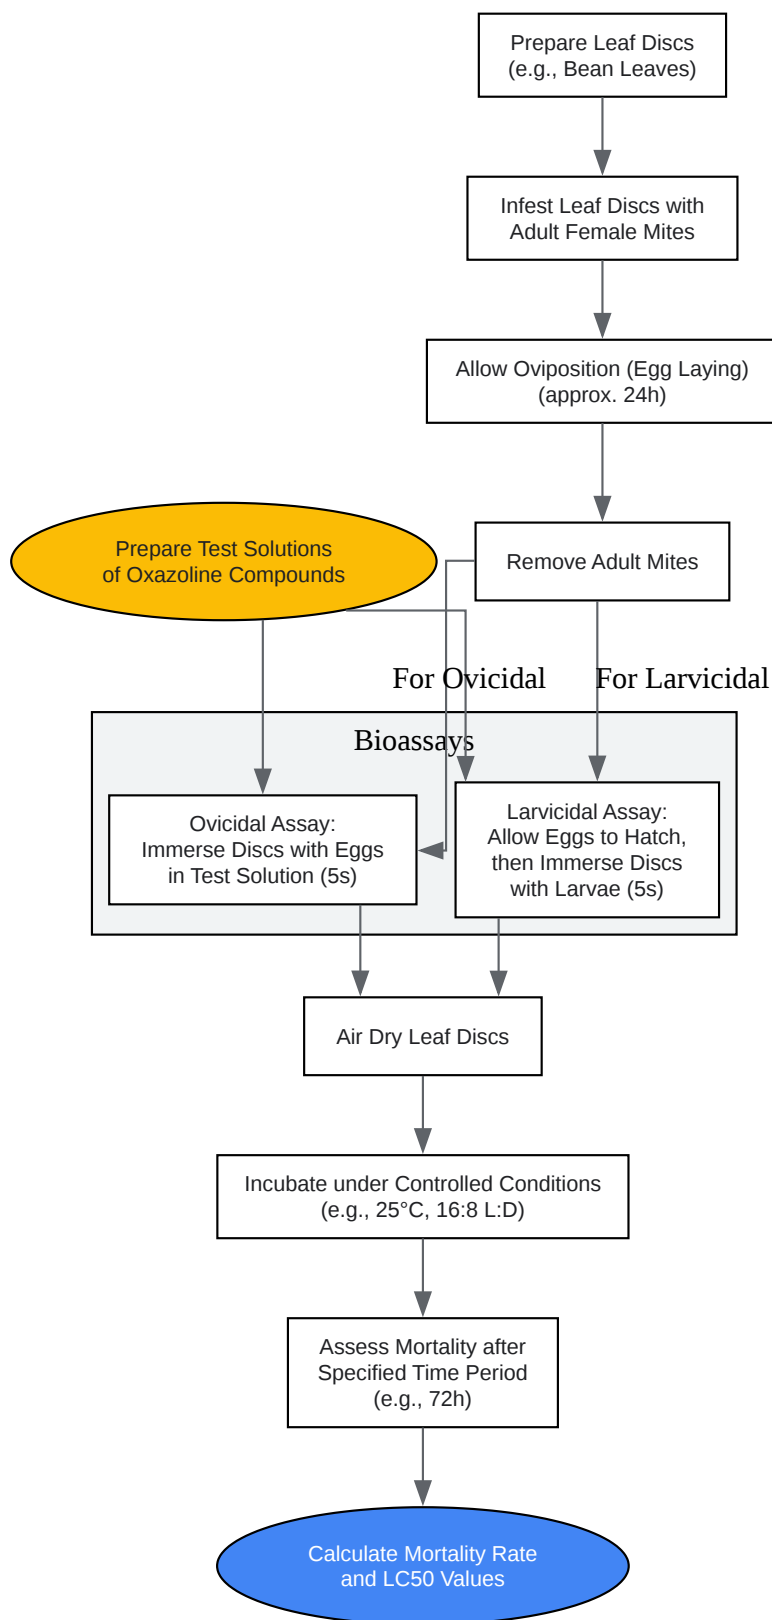 Prepare Leaf Discs
(e.g., Bean Leaves)
Infest Leaf Discs with
Adult Female Mites
Allow Oviposition (Egg Laying)
(approx. 24h)
Prepare Test Solutions
of Oxazoline Compounds
Remove Adult Mites
For Ovicidal
For Larvicidal
Bioassays
Ovicidal Assay:
Immerse Discs with Eggs
in Test Solution (5s)
Larvicidal Assay:
Allow Eggs to Hatch,
then Immerse Discs
with Larvae (5s)
Air Dry Leaf Discs
Incubate under Controlled Conditions
(e.g., 25°C, 16:8 L:D)
Assess Mortality after
Specified Time Period
(e.g., 72h)
Calculate Mortality Rate
and LC50 Values